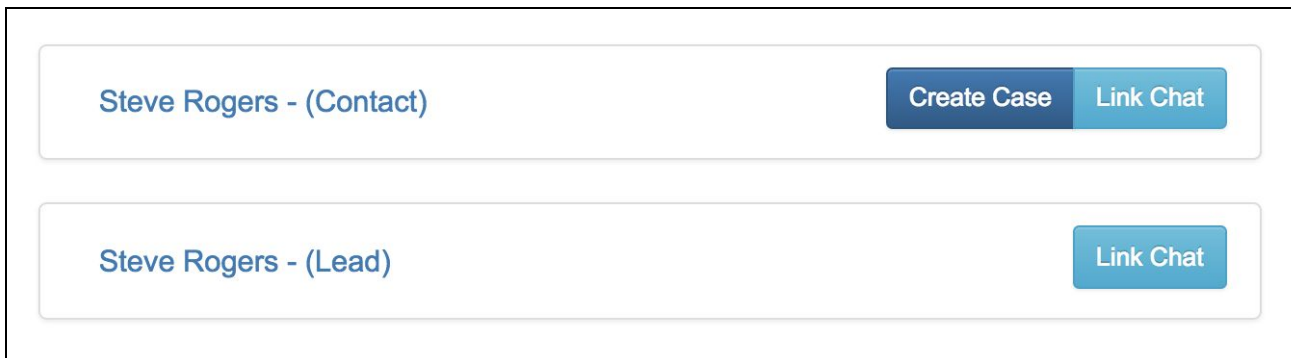 Steve Rogers - (Contact)
Create Case
Link Chat
Steve Rogers - (Lead)
Link Chat